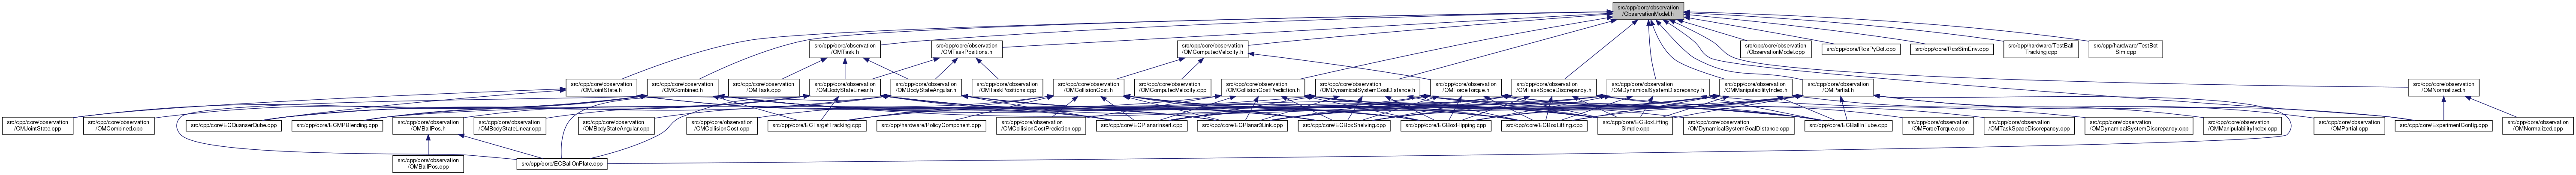 src/cpp/core/observation
/ObservationModel.h
src/cpp/core/observation
/OMTask.h
src/cpp/core/observation
/OMTaskPositions.h
src/cpp/core/observation
/OMComputedVelocity.h
src/cpp/core/observation
/ObservationModel.cpp
src/cpp/core/RcsPyBot.cpp
src/cpp/core/RcsSimEnv.cpp
src/cpp/hardware/TestBall
Tracking.cpp
src/cpp/hardware/TestBot
Sim.cpp
src/cpp/core/observation
/OMJointState.h
src/cpp/core/observation
/OMCombined.h
src/cpp/core/observation
/OMTask.cpp
src/cpp/core/observation
/OMBodyStateLinear.h
src/cpp/core/observation
/OMBodyStateAngular.h
src/cpp/core/observation
/OMTaskPositions.cpp
src/cpp/core/observation
/OMCollisionCost.h
src/cpp/core/observation
/OMComputedVelocity.cpp
src/cpp/core/observation
/OMCollisionCostPrediction.h
src/cpp/core/observation
/OMDynamicalSystemGoalDistance.h
src/cpp/core/observation
/OMForceTorque.h
src/cpp/core/observation
/OMTaskSpaceDiscrepancy.h
src/cpp/core/observation
/OMDynamicalSystemDiscrepancy.h
src/cpp/core/observation
/OMManipulabilityIndex.h
src/cpp/core/observation
/OMPartial.h
src/cpp/core/observation
/OMNormalized.h
src/cpp/core/observation
/OMJointState.cpp
src/cpp/core/observation
/OMCombined.cpp
src/cpp/core/ECQuanserQube.cpp
src/cpp/core/ECMPBlending.cpp
src/cpp/core/observation
/OMBallPos.h
src/cpp/core/observation
/OMBodyStateLinear.cpp
src/cpp/core/observation
/OMBodyStateAngular.cpp
src/cpp/core/observation
/OMCollisionCost.cpp
src/cpp/core/ECTargetTracking.cpp
src/cpp/hardware/PolicyComponent.cpp
src/cpp/core/observation
/OMCollisionCostPrediction.cpp
src/cpp/core/ECPlanarInsert.cpp
src/cpp/core/ECPlanar3Link.cpp
src/cpp/core/ECBoxShelving.cpp
src/cpp/core/ECBoxFlipping.cpp
src/cpp/core/ECBoxLifting.cpp
src/cpp/core/ECBoxLifting
Simple.cpp
src/cpp/core/observation
/OMDynamicalSystemGoalDistance.cpp
src/cpp/core/ECBallInTube.cpp
src/cpp/core/observation
/OMForceTorque.cpp
src/cpp/core/observation
/OMTaskSpaceDiscrepancy.cpp
src/cpp/core/observation
/OMDynamicalSystemDiscrepancy.cpp
src/cpp/core/observation
/OMManipulabilityIndex.cpp
src/cpp/core/observation
/OMPartial.cpp
src/cpp/core/ExperimentConfig.cpp
src/cpp/core/observation
/OMNormalized.cpp
src/cpp/core/observation
/OMBallPos.cpp
src/cpp/core/ECBallOnPlate.cpp